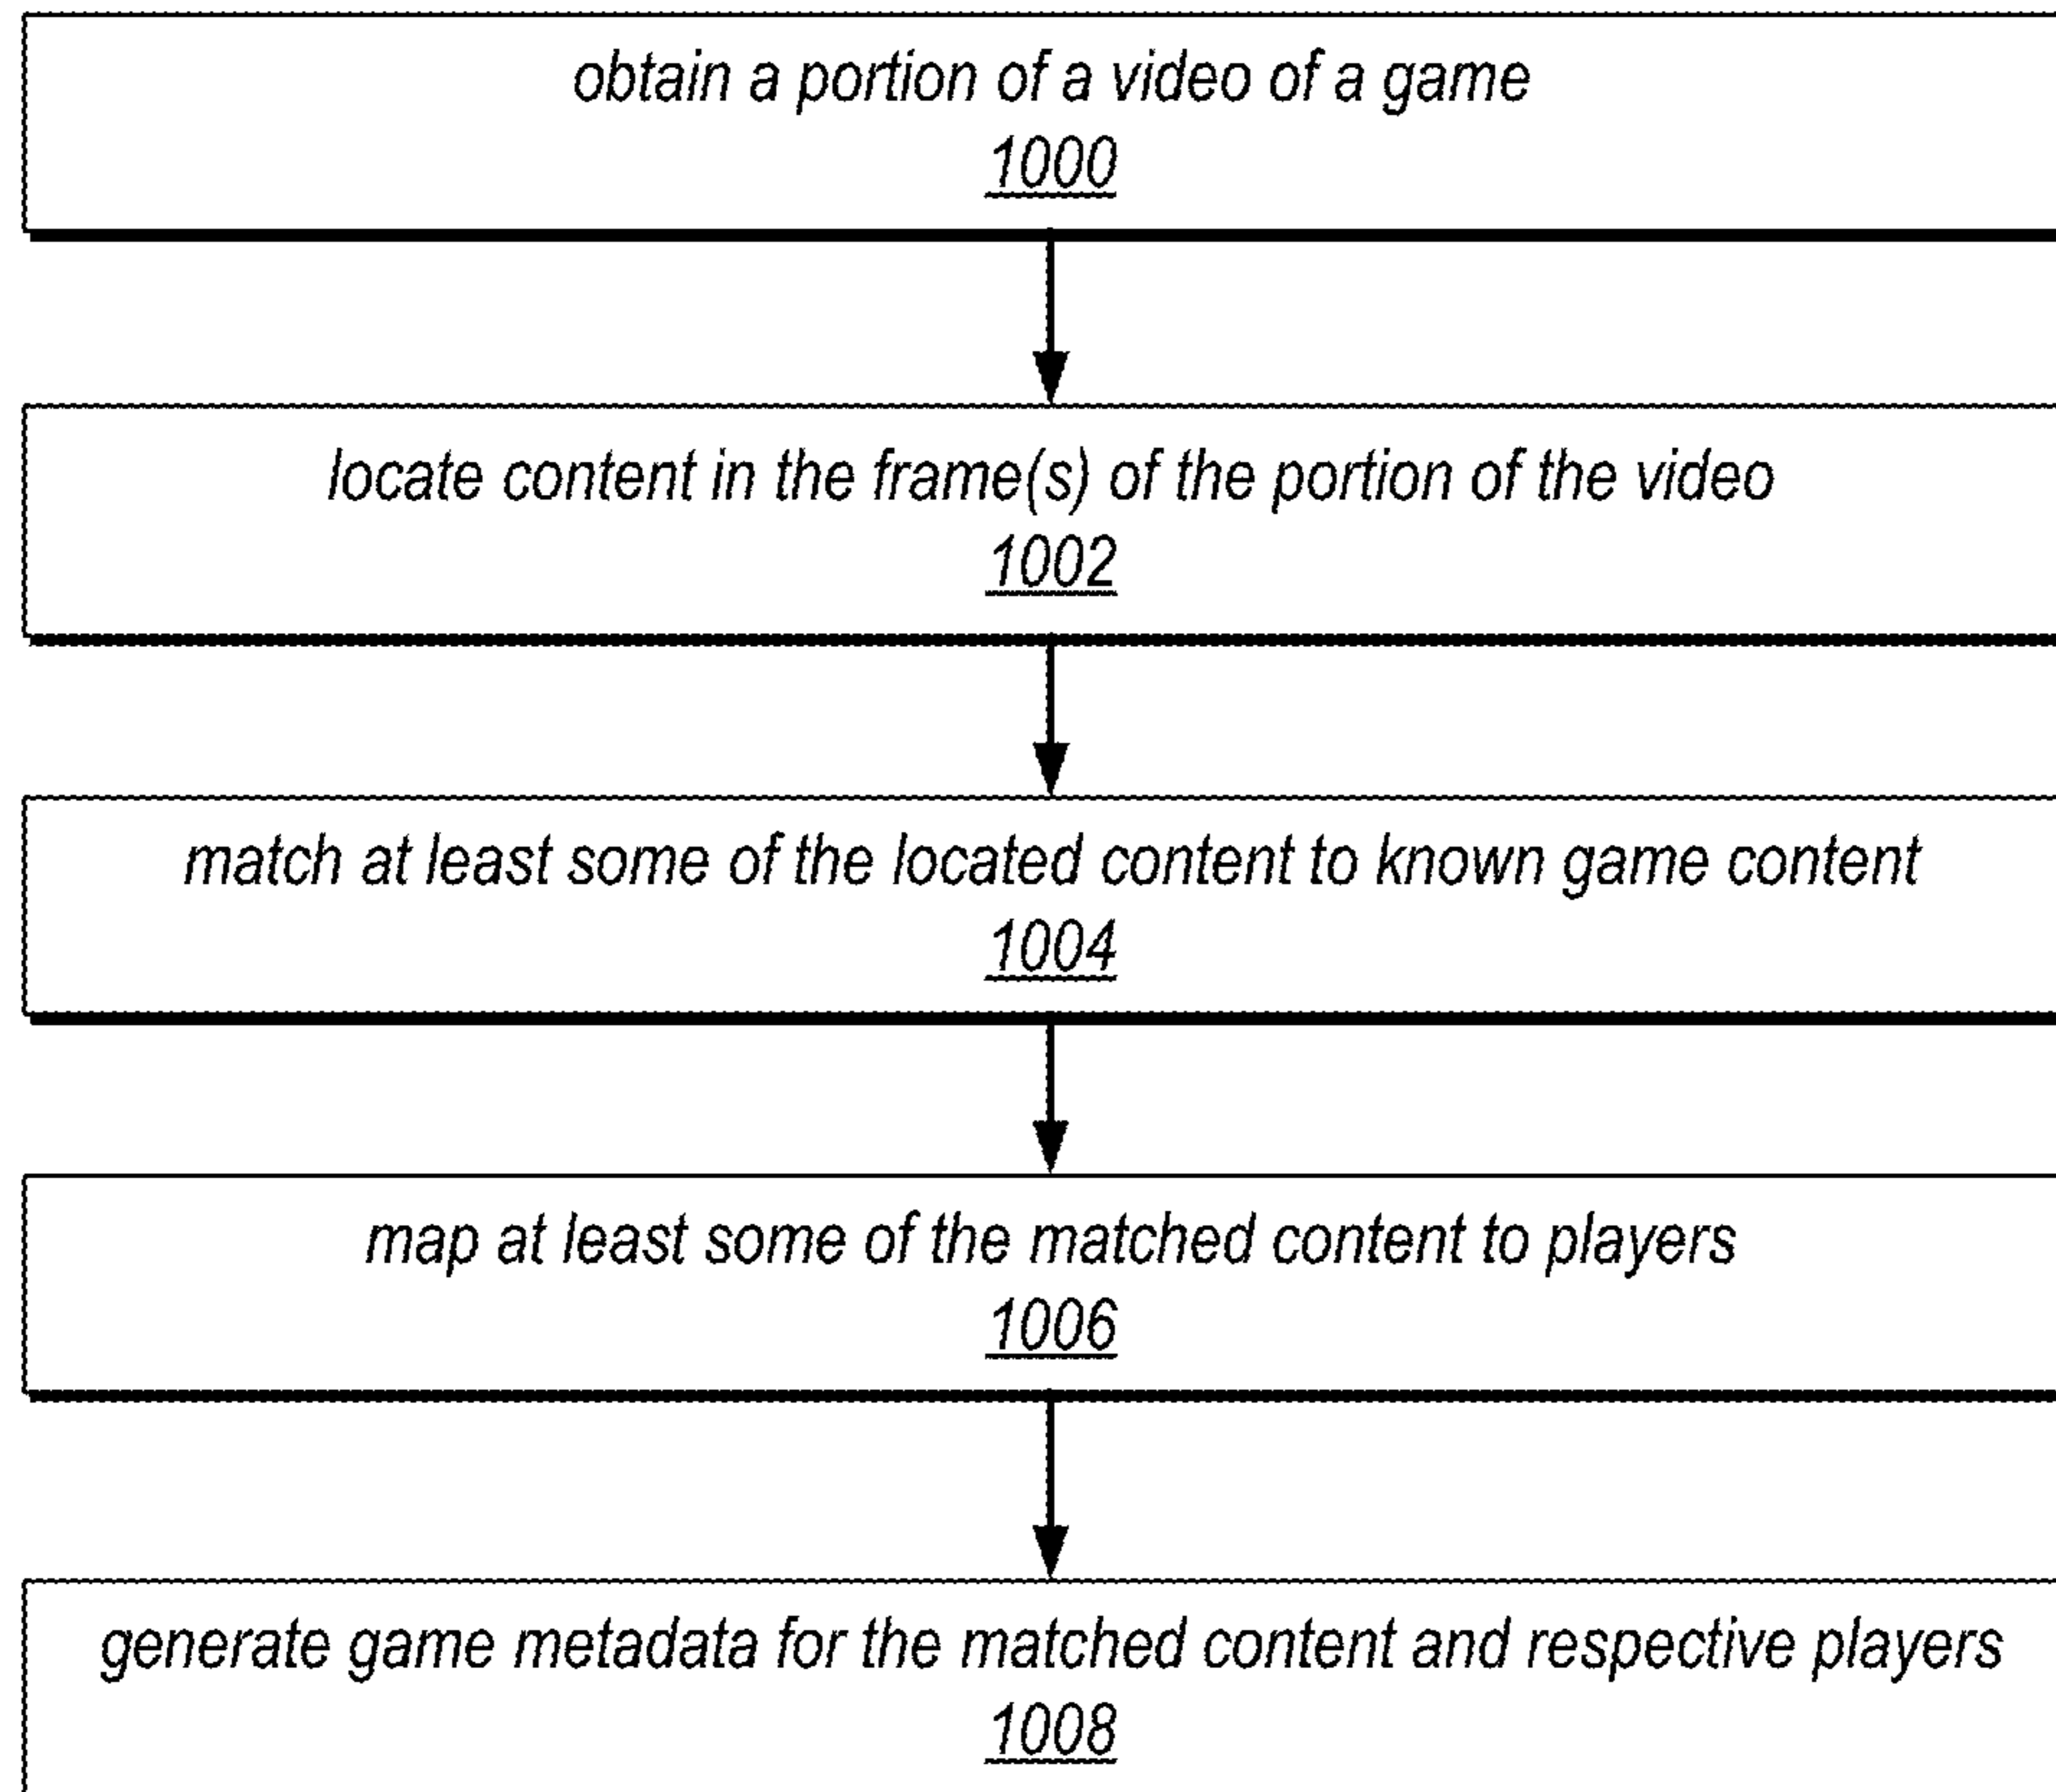 obtain a portion of a video of a game
1000
locate content in the frame(s) of the portion of the video
1002
match at least some of the located content to known game content
1004
map at least some of the matched content to players
1006
generate game metadata for the matched content and respective players
1008